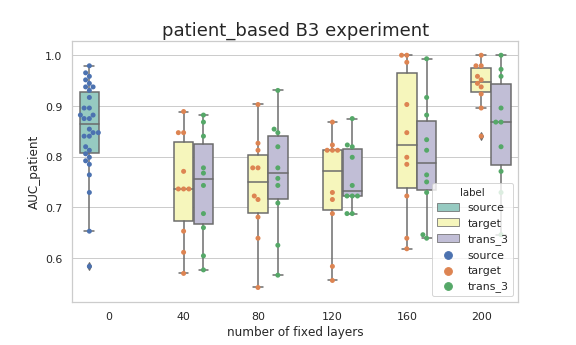 patient_based B3 experiment
AUC_patient
1.0
0.9
0.8
0.7
0.6
0
40
80
120
160
200
number of fixed layers
label
source
target
trans_3
source
target
trans_3